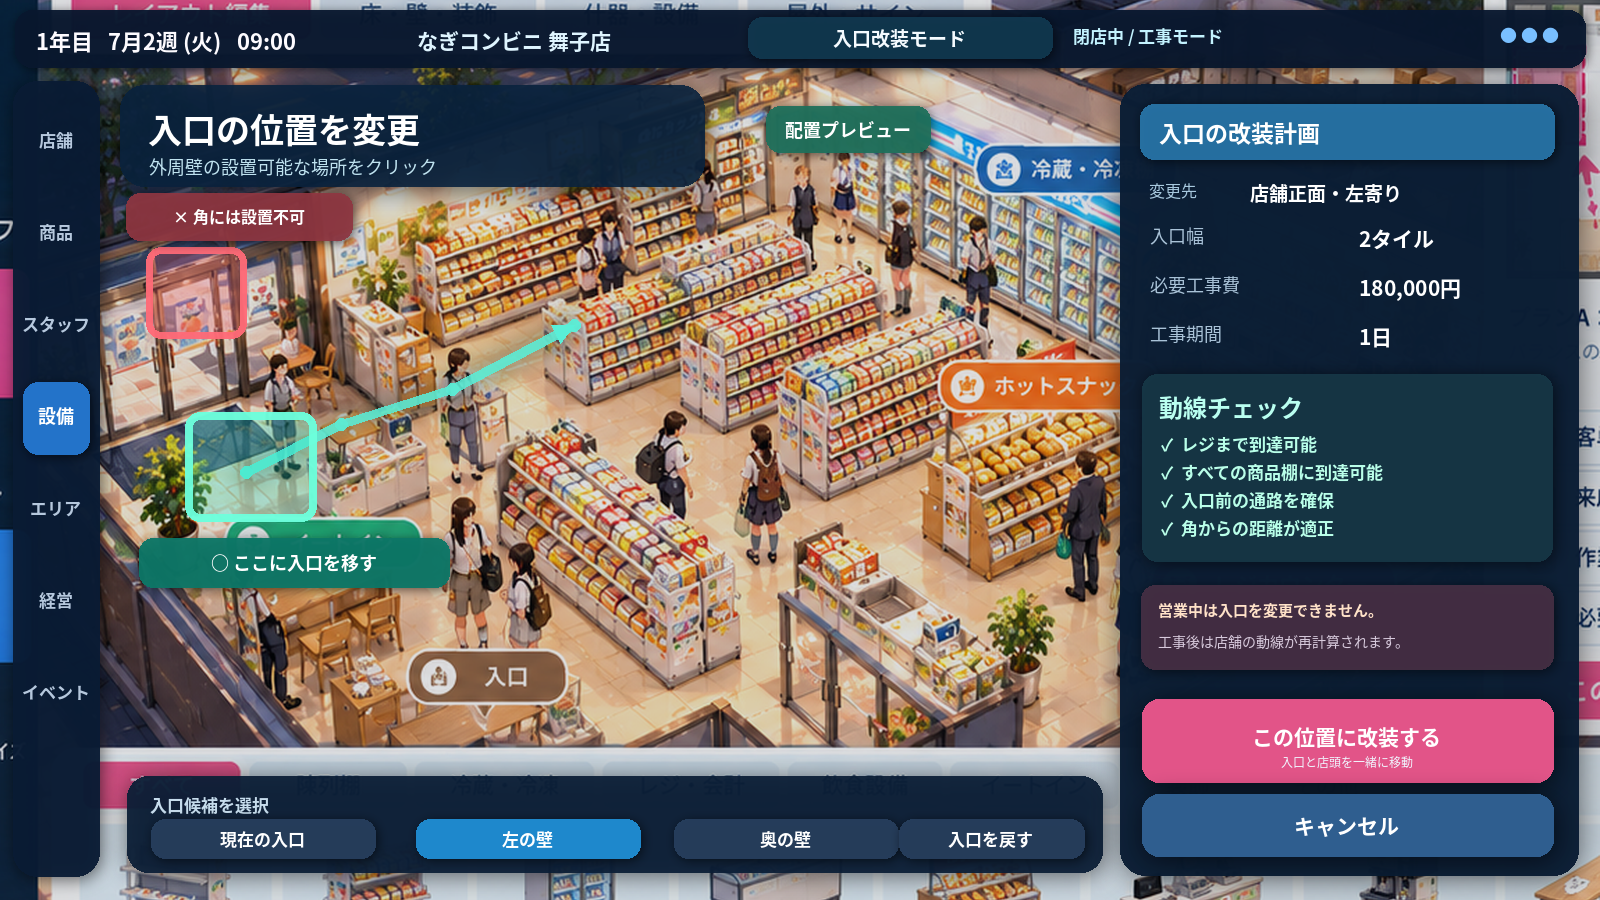 1年目 7月2週 (火) 09:00
なぎコンビニ 舞子店
入口改装モード
閉店中 / 工事モード
店舗
商品
スタッフ
設備
エリア
経営
イベント
入口の位置を変更
外周壁の設置可能な場所をクリック
配置プレビュー
× 角には設置不可
冷蔵・冷
ホットスナッ
○ ここに入口を移す
入口
入口の改装計画
変更先 店舗正面・左寄り
入口幅 2タイル
必要工事費 180,000円
工事期間 1日
動線チェック
✓ レジまで到達可能
✓ すべての商品棚に到達可能
✓ 入口前の通路を確保
✓ 角からの距離が適正
営業中は入口を変更できません。
工事後は店舗の動線が再計算されます。
この位置に改装する
入口と店頭を一緒に移動
キャンセル
入口候補を選択
現在の入口
左の壁
奥の壁
入口を戻す